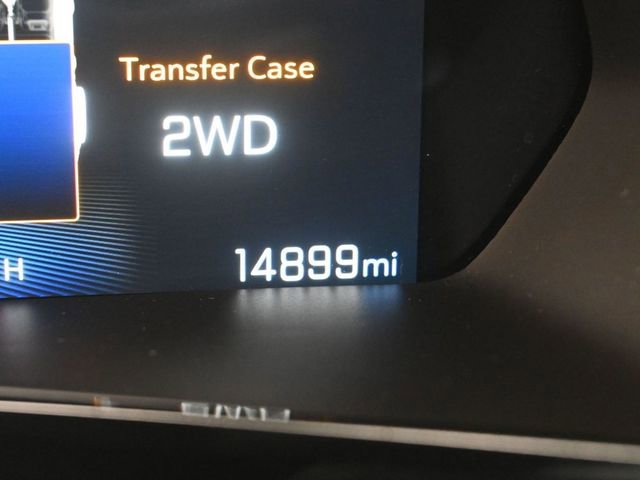 Transfer Case
2WD
H
14899mi